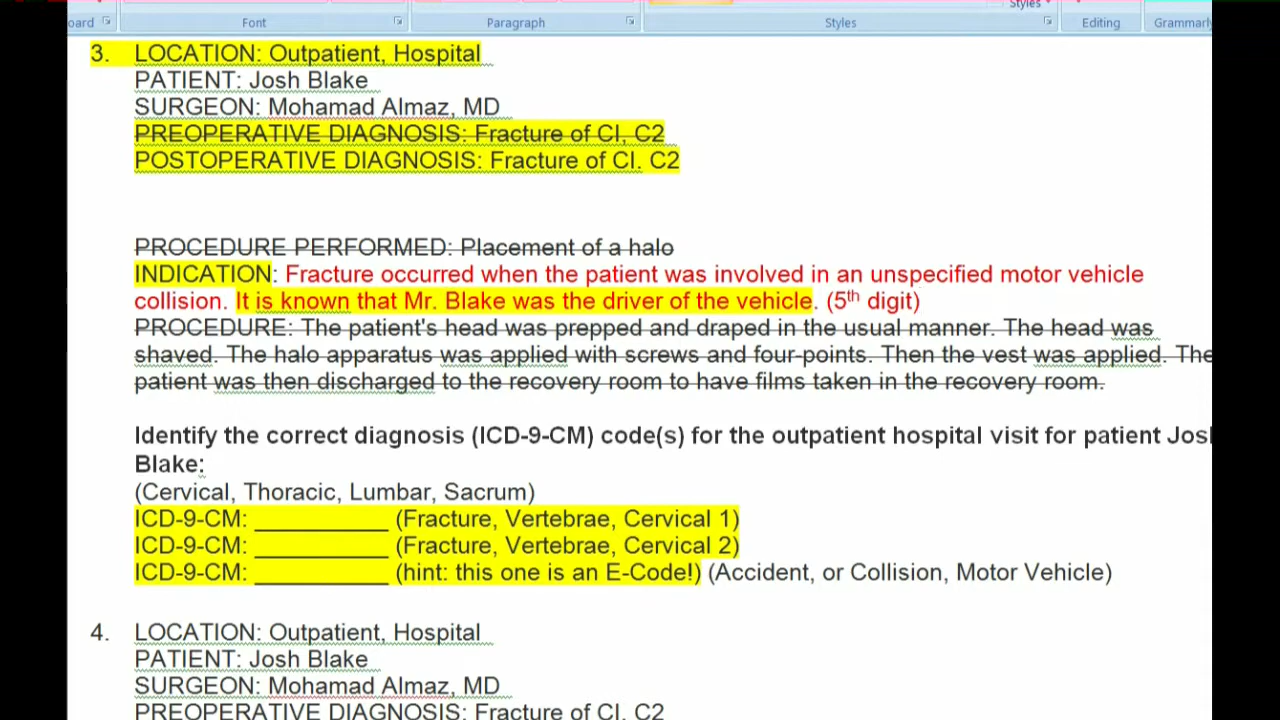 Styles
oard Font Paragraph Styles Editing Grammarly
3. LOCATION: Outpatient, Hospital
PATIENT: Josh Blake
SURGEON: Mohamad Almaz, MD
PREOPERATIVE DIAGNOSIS: Fracture of CI, C2
POSTOPERATIVE DIAGNOSIS: Fracture of CI. C2
PROCEDURE PERFORMED: Placement of a halo
INDICATION: Fracture occurred when the patient was involved in an unspecified motor vehicle
collision. It is known that Mr. Blake was the driver of the vehicle. (5th digit)
PROCEDURE: The patient's head was prepped and draped in the usual manner. The head was
shaved. The halo apparatus was applied with screws and four-points. Then the vest was applied. The
patient was then discharged to the recovery room to have films taken in the recovery room.
Identify the correct diagnosis (ICD-9-CM) code(s) for the outpatient hospital visit for patient Jos
Blake:
(Cervical, Thoracic, Lumbar, Sacrum)
ICD-9-CM: __________ (Fracture, Vertebrae, Cervical 1)
ICD-9-CM: __________ (Fracture, Vertebrae, Cervical 2)
ICD-9-CM: __________ (hint: this one is an E-Code!) (Accident, or Collision, Motor Vehicle)
4. LOCATION: Outpatient, Hospital
PATIENT: Josh Blake
SURGEON: Mohamad Almaz, MD
PREOPERATIVE DIAGNOSIS: Fracture of CI, C2